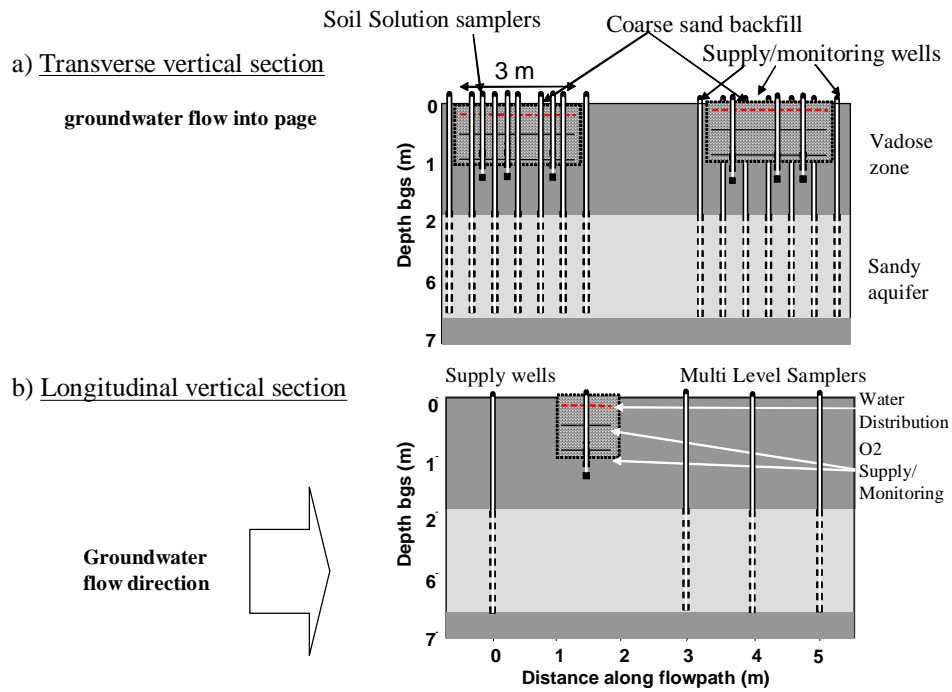 Soil Solution samplers
Coarse sand backfill
a) Transverse vertical section
Supply/monitoring wells
3 m
groundwater flow into page
0
1
2
6
7
Depth bgs (m)
Vadose
zone
Sandy
aquifer
b) Longitudinal vertical section
Supply wells
Multi Level Samplers
0
1
2
6
7
Depth bgs (m)
Water
Distribution
O2
Supply/
Monitoring
Groundwater
flow direction
0 1 2 3 4 5
Distance along flowpath (m)